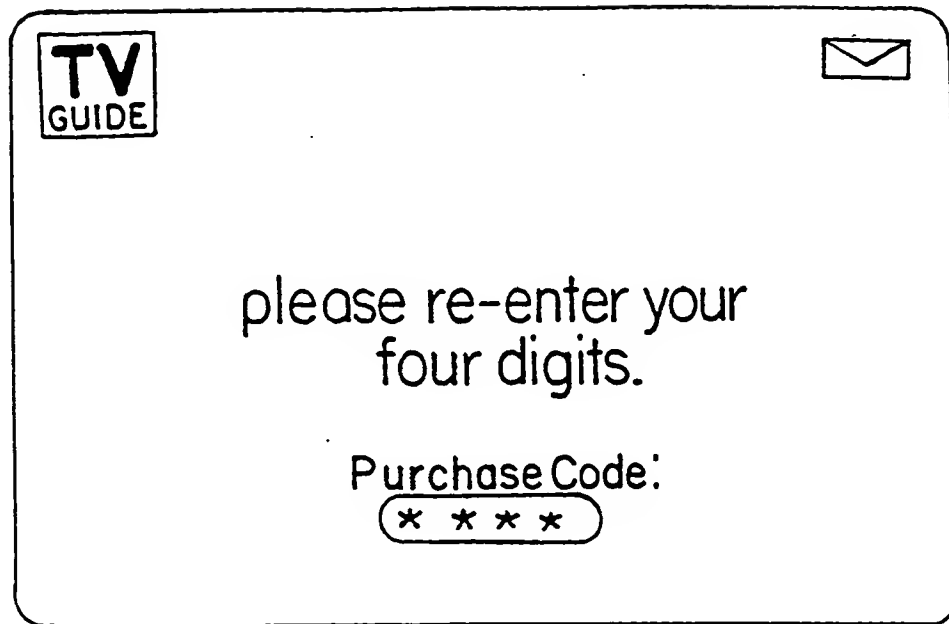 TV
GUIDE
please re-enter your
four digits.
Purchase Code:
* * * *